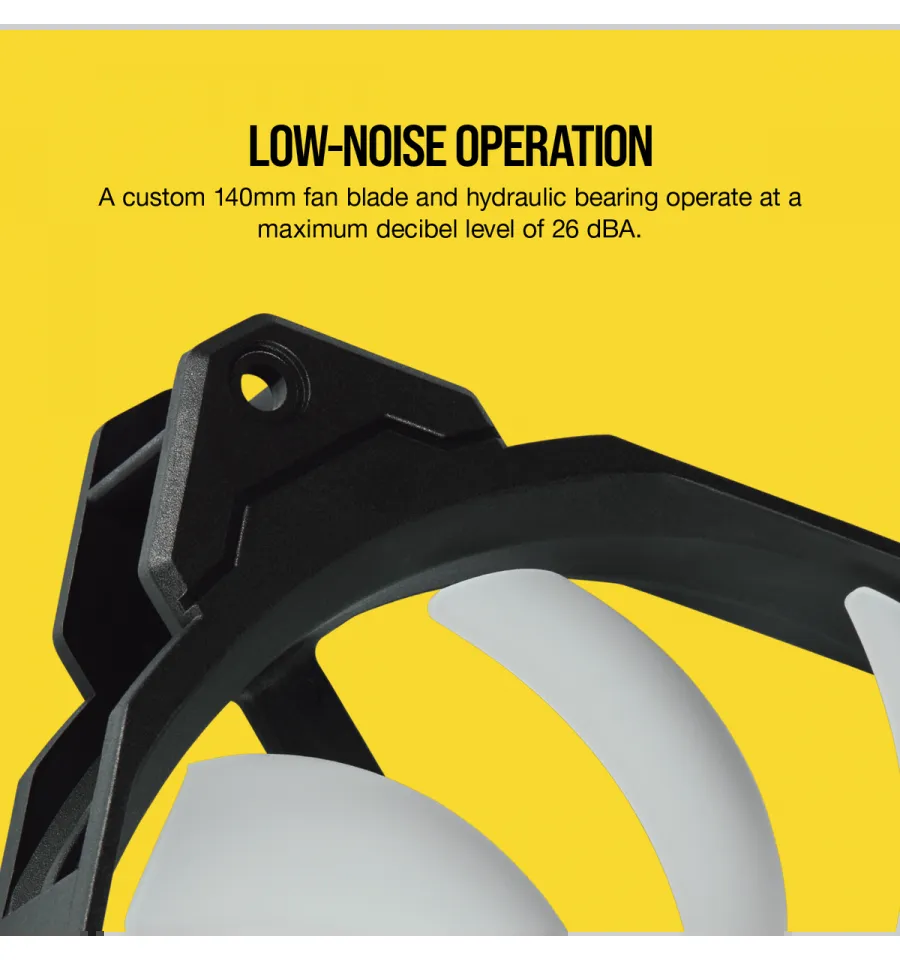 LOW-NOISE OPERATION
A custom 140mm fan blade and hydraulic bearing operate at a
maximum decibel level of 26 dBA.